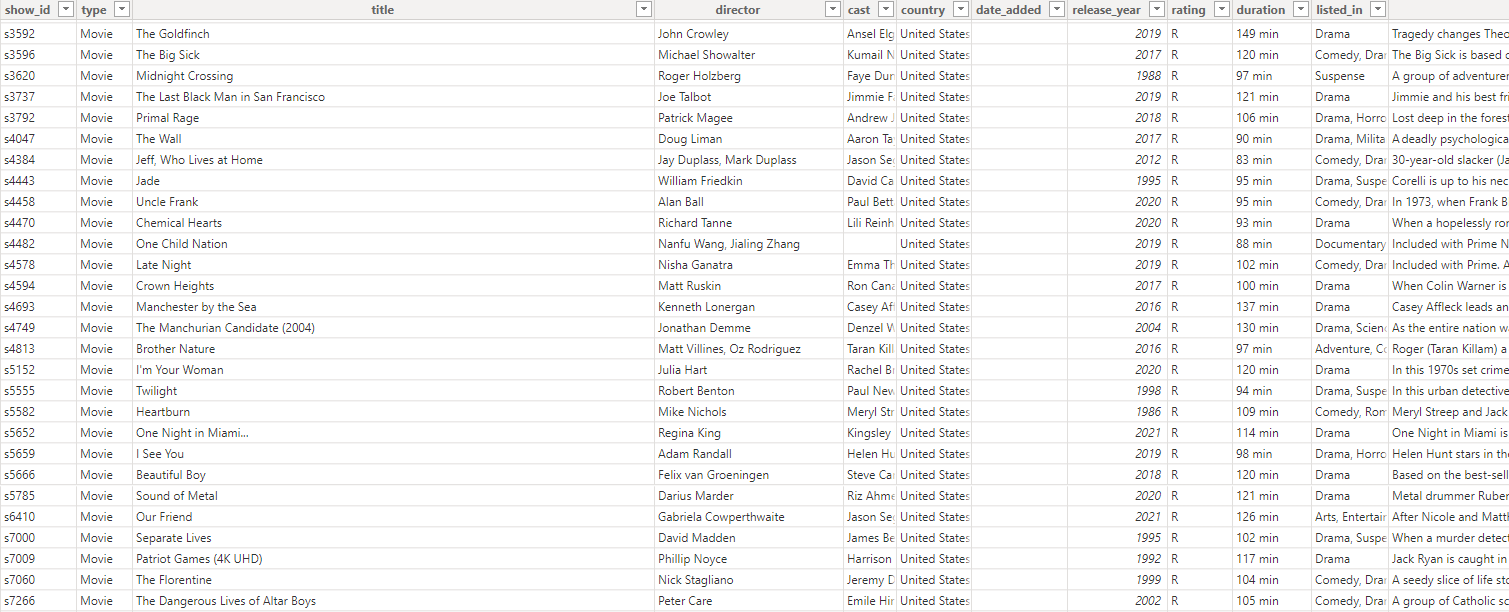 show_id type title director cast country date_added release_year rating duration listed_in
s3592 Movie The Goldfinch John Crowley Ansel Elg United States 2019 R 149 min Drama Tragedy changes Theo
s3596 Movie The Big Sick Michael Showalter Kumail N United States 2017 R 120 min Comedy, Drar The Big Sick is based
s3620 Movie Midnight Crossing Roger Holzberg Faye Dun United States 1988 R 97 min Suspense A group of adventurer
s3737 Movie The Last Black Man in San Francisco Joe Talbot Jimmie F United States 2019 R 121 min Drama Jimmie and his best fri
s3792 Movie Primal Rage Patrick Magee Andrew J United States 2018 R 106 min Drama, Horro Lost deep in the forest
s4047 Movie The Wall Doug Liman Aaron Ta United States 2017 R 90 min Drama, Milita A deadly psychologica
s4384 Movie Jeff, Who Lives at Home Jay Duplass, Mark Duplass Jason Se United States 2012 R 83 min Comedy, Drar 30-year-old slacker (Ja
s4443 Movie Jade William Friedkin David Ca United States 1995 R 95 min Drama, Suspe Corelli is up to his nec
s4458 Movie Uncle Frank Alan Ball Paul Bett United States 2020 R 95 min Comedy, Drar In 1973, when Frank B
s4470 Movie Chemical Hearts Richard Tanne Lili Reinh United States 2020 R 93 min Drama When a hopelessly ror
s4482 Movie One Child Nation Nanfu Wang, Jialing Zhang United States 2019 R 88 min Documentary Included with Prime N
s4578 Movie Late Night Nisha Ganatra Emma Th United States 2019 R 102 min Comedy, Drar Included with Prime. A
s4594 Movie Crown Heights Matt Ruskin Ron Cana United States 2017 R 100 min Drama When Colin Warner is
s4693 Movie Manchester by the Sea Kenneth Lonergan Casey Aff United States 2016 R 137 min Drama Casey Affleck leads an
s4749 Movie The Manchurian Candidate (2004) Jonathan Demme Denzel W United States 2004 R 130 min Drama, Scien As the entire nation w
s4813 Movie Brother Nature Matt Villines, Oz Rodriguez Taran Kill United States 2016 R 97 min Adventure, Co Roger (Taran Killam) a
s5152 Movie I'm Your Woman Julia Hart Rachel B United States 2020 R 120 min Drama In this 1970s set crime
s5555 Movie Twilight Robert Benton Paul New United States 1998 R 94 min Drama, Suspe In this urban detective
s5582 Movie Heartburn Mike Nichols Meryl Str United States 1986 R 109 min Comedy, Rom Meryl Streep and Jack
s5652 Movie One Night in Miami... Regina King Kingsley United States 2021 R 114 min Drama One Night in Miami is
s5659 Movie I See You Adam Randall Helen Hu United States 2019 R 98 min Drama, Horro Helen Hunt stars in the
s5666 Movie Beautiful Boy Felix van Groeningen Steve Car United States 2018 R 120 min Drama Based on the best-sell
s5785 Movie Sound of Metal Darius Marder Riz Ahme United States 2020 R 121 min Drama Metal drummer Ruber
s6410 Movie Our Friend Gabriela Cowperthwaite Jason Se United States 2021 R 126 min Arts, Entertair After Nicole and Matth
s7000 Movie Separate Lives David Madden James Be United States 1995 R 102 min Drama, Suspe When a murder detect
s7009 Movie Patriot Games (4K UHD) Phillip Noyce Harrison United States 1992 R 117 min Drama Jack Ryan is caught in
s7060 Movie The Florentine Nick Stagliano Jeremy D United States 1999 R 104 min Comedy, Drar A seedy slice of life sto
s7266 Movie The Dangerous Lives of Altar Boys Peter Care Emile Hir United States 2002 R 105 min Comedy, Drar A group of Catholic sc